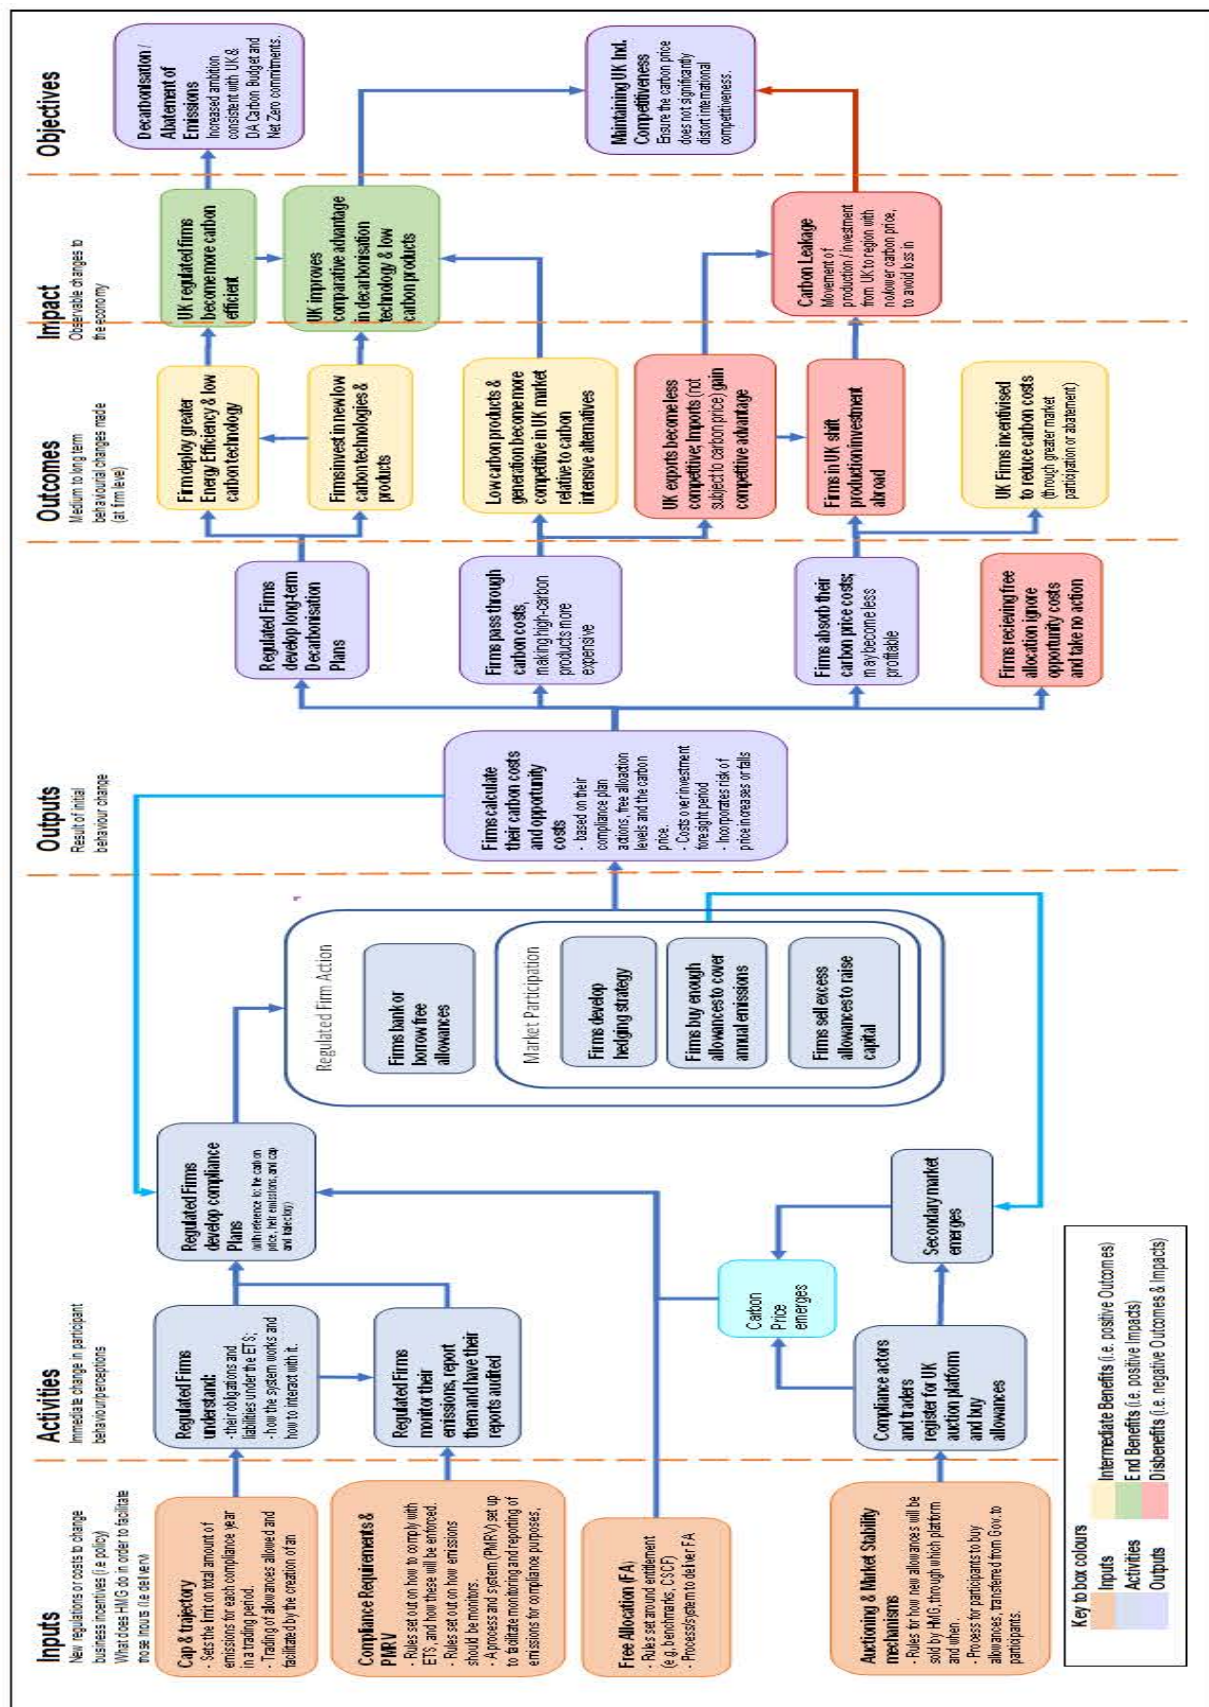 Inputs
New regulations or costs to change
business incentives (i.e policy)
What does HMG do in order to facilitate
those inputs (i.e delivery)
Activities
Immediate change in participant
behaviour/perceptions
Outputs
Result of initial
behaviour change
Outcomes
Medium to long term
behaviourial changes made
(at firm level)
Impact
Observable changes to
the economy
Objectives
Cap & trajectory
- Sets the limit on total amount of
emissions for each compliance year
in a trading period.
- Trading of allowances allowed and
facilitated by the creation of an
Compliance Requirements &
PMRV
- Rules set out on how to comply with
ETS, and how these will be enforced.
- Rules set out on how emissions
should be monitors.
- A process and system (PMRV) set up
to facilitate monitoring and reporting of
emissions for compliance purposes,
Free Allocation (FA)
- Rules set around entitlement
(e.g, benchmarks, CSCF)
- Process/system to deliver FA
Auctioning & Market Stability
mechanisms
- Rules for how new allowances will be
sold by HMG, through which platform
and when.
- Process for participants to buy
allowances, transferred from Gov. to
participants.
Regulated Firms
understand:
- their obligations and
liabilities under the ETS;
- how the system works and
how to interact with it.
Regulated Firms
monitor their
emissions, report
them and have their
reports audited
Compliance actors
and traders
register for UK
auction platform
and buy
allowances
Carbon
Price
emerges
Secondary market
emerges
Regulated Firms
develop compliance
Plans
(with reference to: the carbon
price, their emissions, and cap
and trajectory)
Regulated Firm Action
Firms bank or
borrow free
allowances
Market Participation
Firms develop
hedging strategy
Firms buy enough
allowances to cover
annual emissions
Firms sell excess
allowances to raise
capital
Firms calculate
their carbon costs
and opportunity
costs
- based on their
compliance plan
actions, free alloaction
levels and the carbon
price.
- Costs over investment
foresight period
- Incorporates risk of
price increases or falls
Regulated Firms
develop long-term
Decarbonisation
Plans
Firms pass through
carbon costs,
making high-carbon
products more
expensive
Firms absorb their
carbon price costs;
may become less
profitable
Firms recieving free
allocation ignore
opportunity costs
and take no action
Firm deploy greater
Energy Efficiency & low
carbon technology
Firms invest in new low
carbon technologies &
products
Low carbon products &
generation become more
competitive in UK market
relative to carbon
intensive alternatives
UK exports become less
competitive; Imports (not
subject to carbon price) gain
competitive advantage
Firms in UK shift
production/investment
abroad
UK Firms incentivised
to reduce carbon costs
(through greater market
participation or abatement)
UK regulated firms
become more carbon
efficient
UK improves
comparative advantage
in decarbonisation
technology & low
carbon products
Carbon Leakage
Movement of
production / investment
from UK to region with
no/lower carbon price,
to avoid loss in
Decarbonisation /
Abatement of
Emissions
Increased ambition
consistent with UK &
DA Carbon Budget and
Net Zero commitments.
Maintaining UK Ind.
Competitiveness
Ensure the carbon price
does not significantly
distort international
competitiveness.
Key to box colours
Inputs
Activities
Outputs
Intermediate Benefits (i.e. positive Outcomes)
End Benefits (i.e. positive Impacts)
Disbenefits (i.e. negative Outcomes & Impacts)